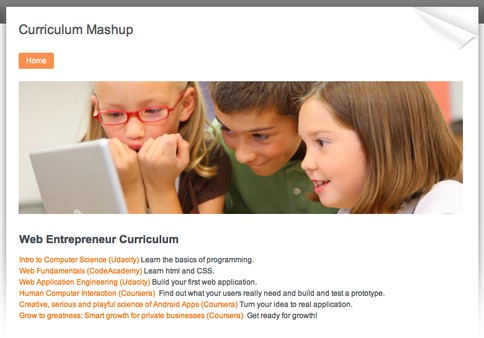 Curriculum Mashup
Home
Web Entrepreneur Curriculum
Intro to Computer Science (Udacity) Learn the basics of programming.
Web Fundamentals (CodeAcademy) Learn html and CSS.
Web Application Engineering (Udacity) Build your first web application.
Human Computer Interaction (Coursera) Find out what your users really need and build and test a prototype.
Creative, serious and playful science of Android Apps (Coursera) Turn your idea to real application.
Grow to greatness: Smart growth for private businesses (Coursera) Get ready for growth!